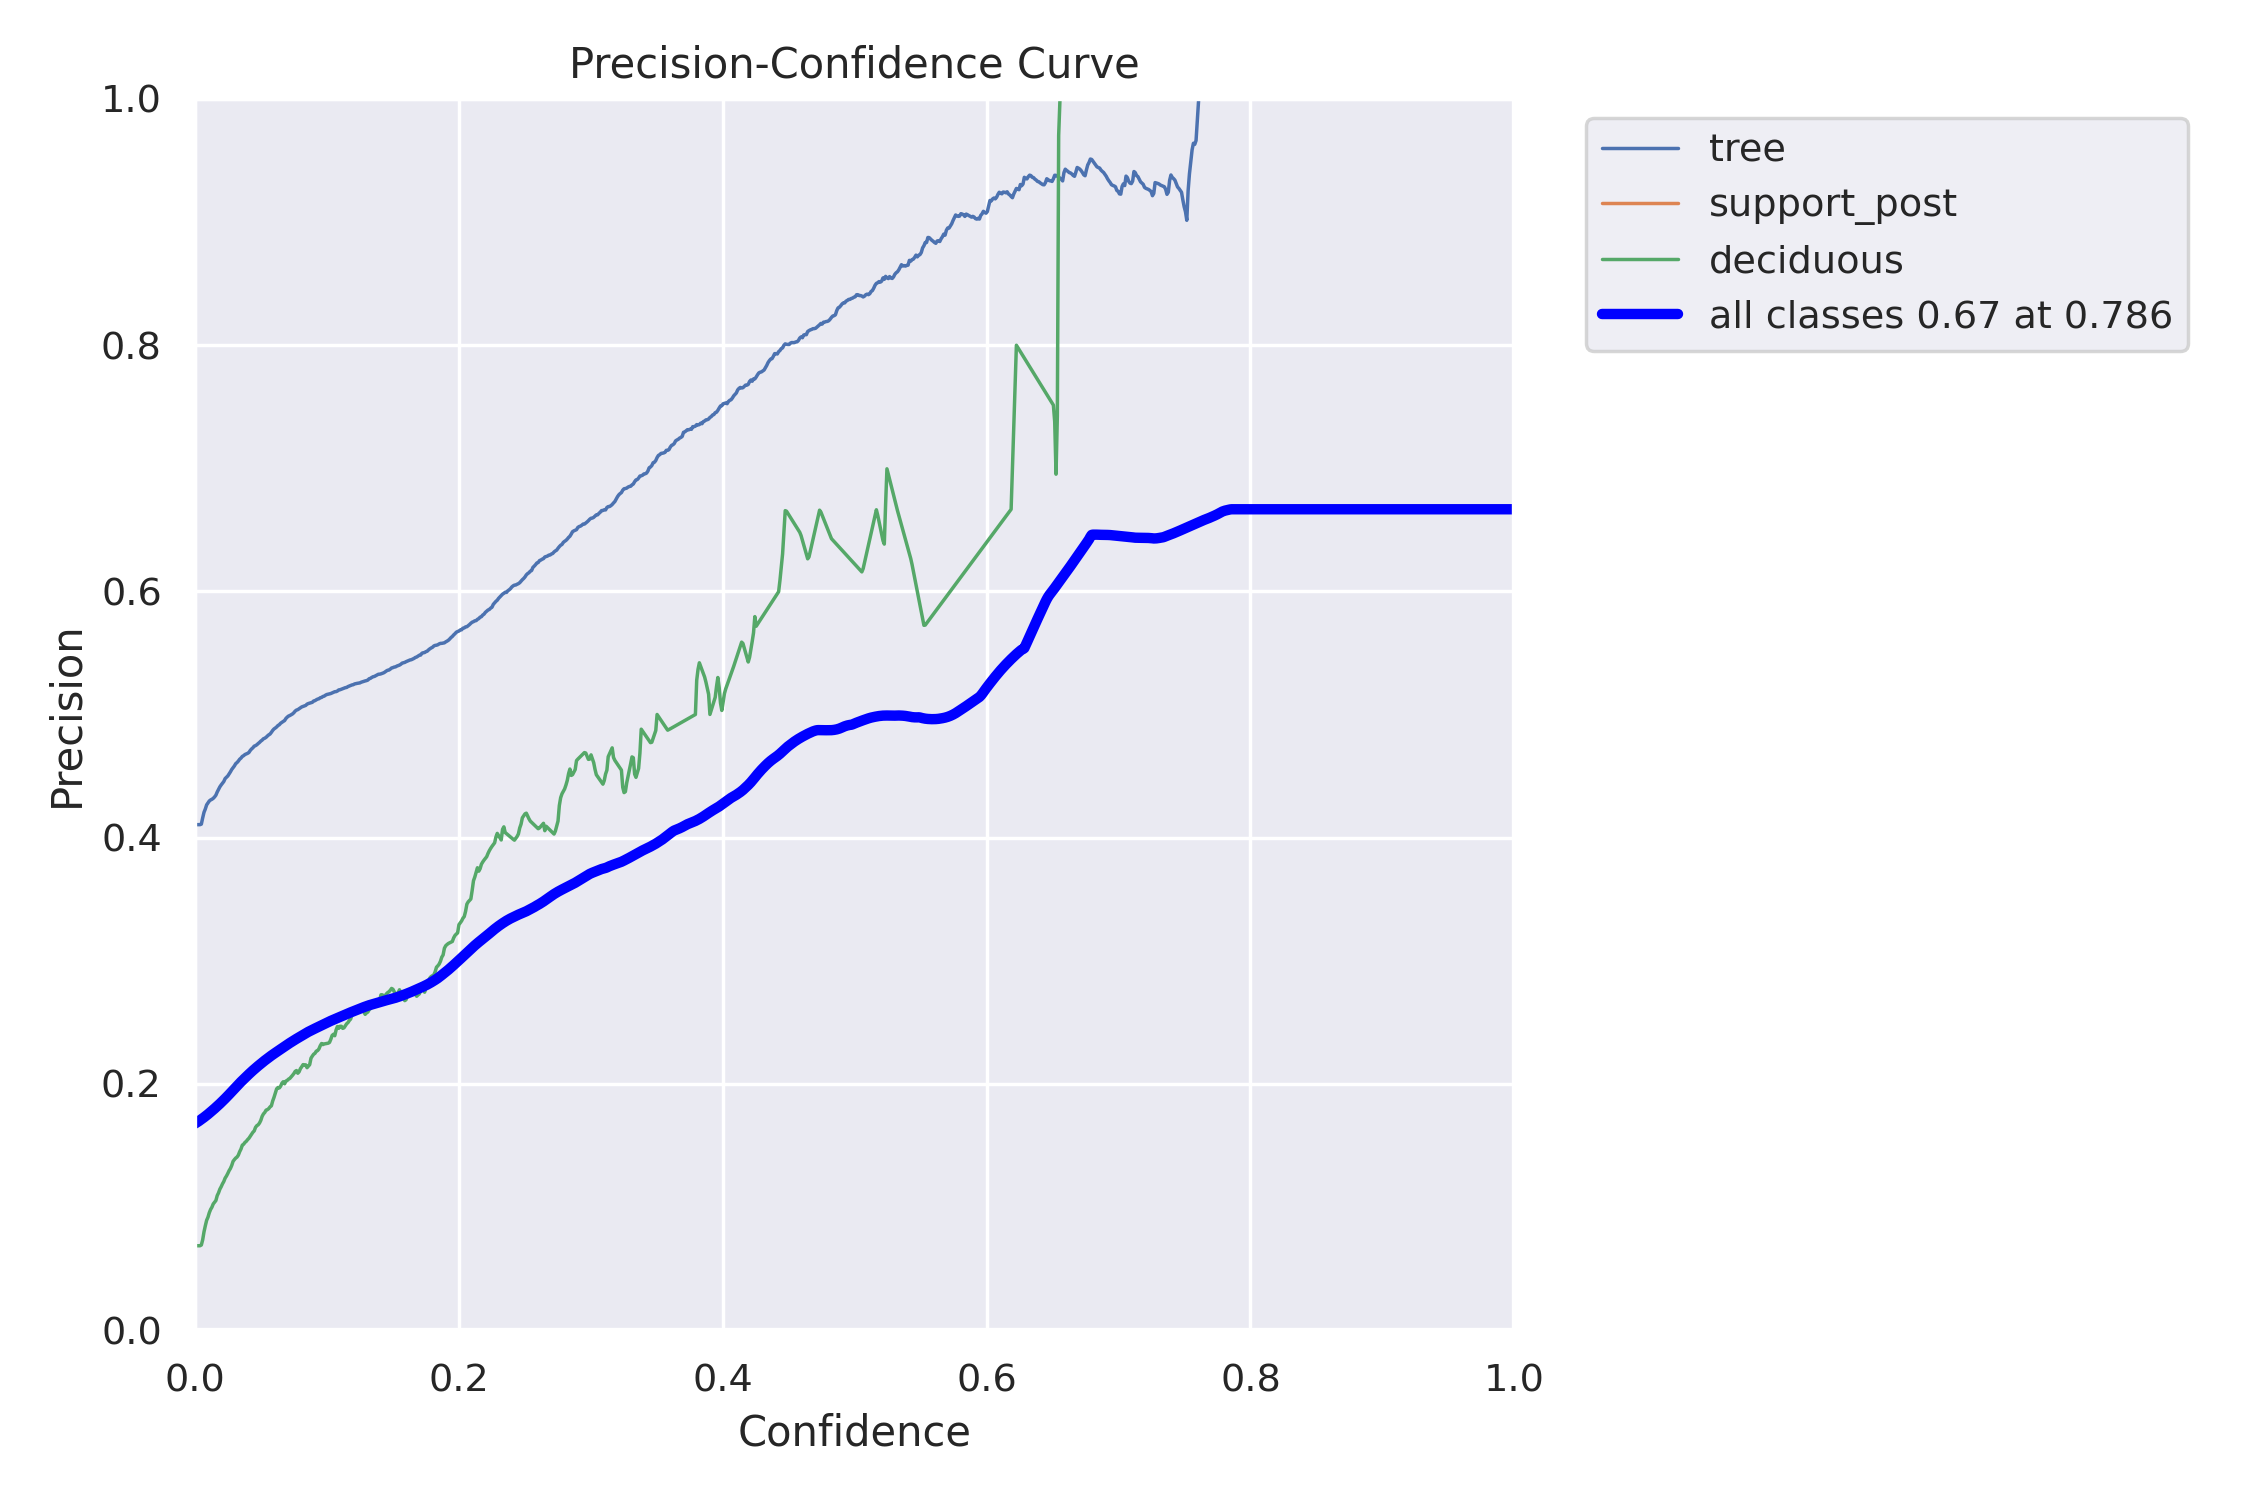 Precision-Confidence Curve
1.0
0.8
0.6
0.4
0.2
0.0
Precision
0.0 0.2 0.4 0.6 0.8 1.0
Confidence
tree
support_post
deciduous
all classes 0.67 at 0.786